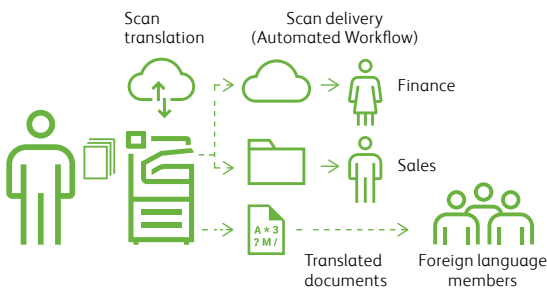 Scan
translation
Scan delivery
(Automated Workflow)
Finance
Sales
A * 3
? M /
Translated
documents
Foreign language
members